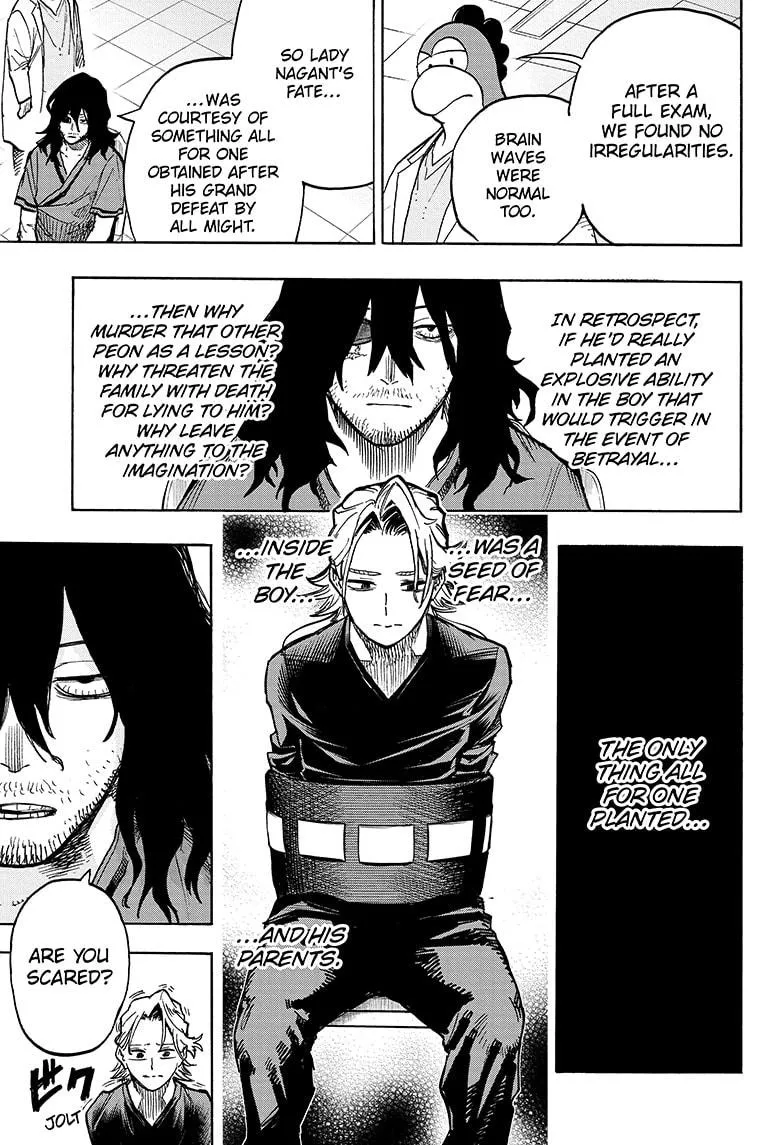 AFTER A
FULL EXAM,
WE FOUND NO
IRREGULARITIES.
BRAIN
WAVES
WERE
NORMAL
TOO.
SO LADY
NAGANT'S
FATE...
...WAS
COURTESY OF
SOMETHING ALL
FOR ONE
OBTAINED AFTER
HIS GRAND
DEFEAT BY
ALL MIGHT.
IN RETROSPECT,
IF HE'D REALLY
PLANTED AN
EXPLOSIVE ABILITY
IN THE BOY THAT
WOULD TRIGGER IN
THE EVENT OF
BETRAYAL...
...THEN WHY
MURDER THAT OTHER
PEON AS A LESSON?
WHY THREATEN THE
FAMILY WITH DEATH
FOR LYING TO HIM?
WHY LEAVE
ANYTHING TO THE
IMAGINATION?
THE ONLY
THING ALL
FOR ONE
PLANTED...
...WAS A
SEED OF
FEAR...
...INSIDE
THE
BOY...
...AND HIS
PARENTS.
ARE YOU
SCARED?
ビク
JOLT